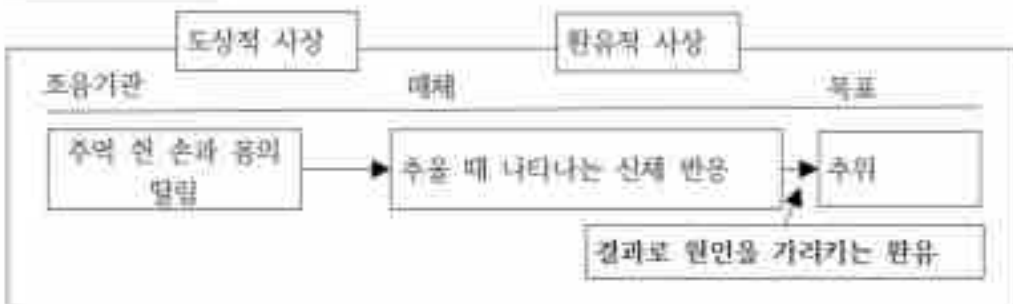 도상적 사상 환유적 사상
조음기관 매체 목표
주먹 쥔 손과 몸의
떨림
추울 때 나타나는 신체 반응
추위
결과로 원인을 가리키는 환유